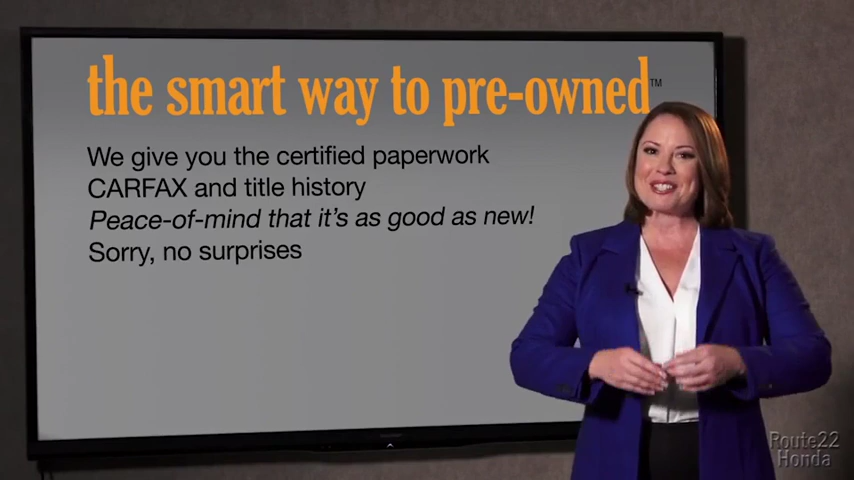 the smart way to pre-owned™
We give you the certified paperwork
CARFAX and title history
Peace-of-mind that it's as good as new!
Sorry, no surprises
Route22
Honda